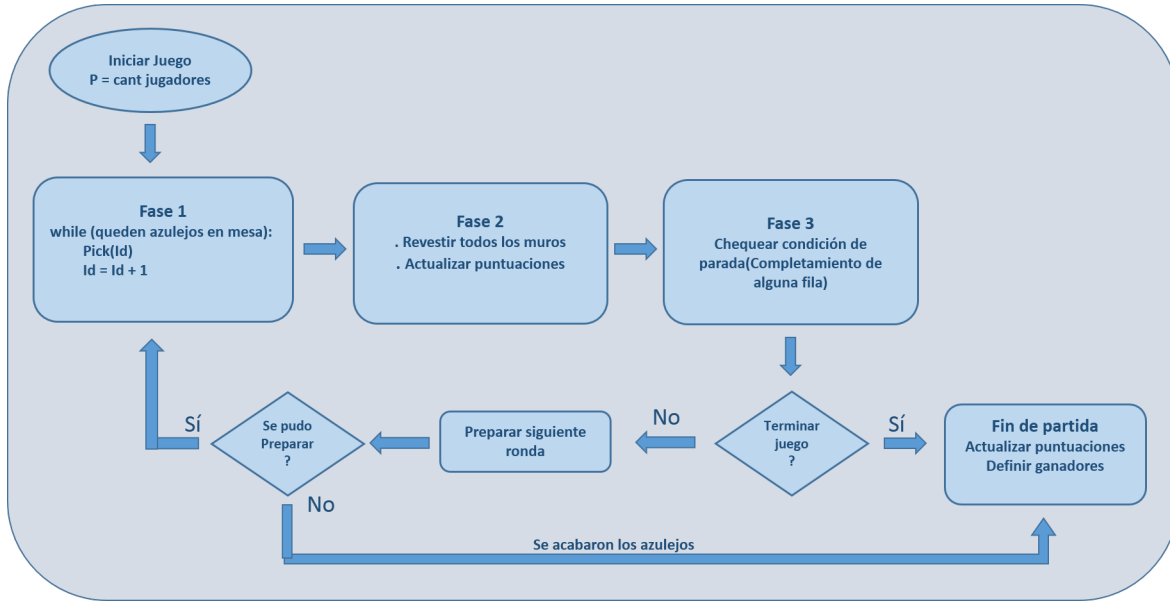 Iniciar Juego
P = cant jugadores
Fase 1
while (queden azulejos en mesa):
Pick(Id)
Id = Id + 1
Fase 2
. Revestir todos los muros
. Actualizar puntuaciones
Fase 3
Chequear condición de
parada(Completamiento de
alguna fila)
Sí
Se pudo
Preparar
?
Preparar siguiente
ronda
No
Terminar
juego
?
Sí
Fin de partida
Actualizar puntuaciones
Definir ganadores
No
Se acabaron los azulejos